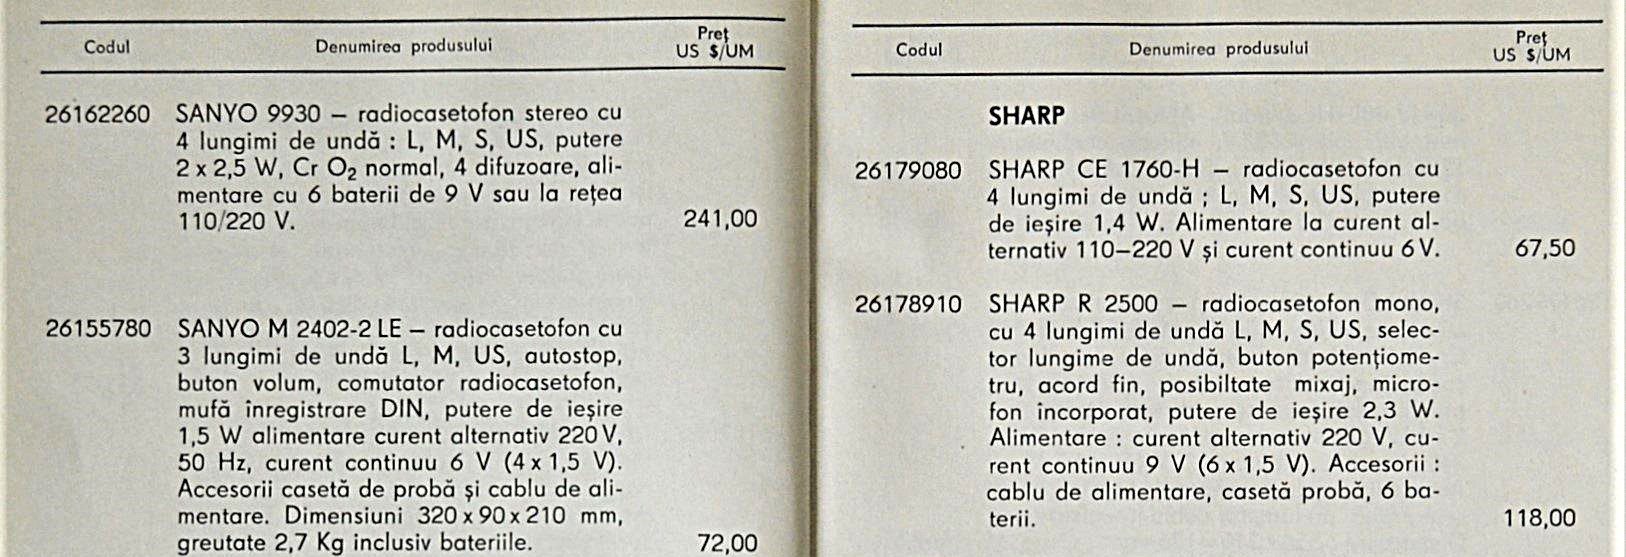 Codul Denumirea produsului Preț US $/UM
26162260 SANYO 9930 – radiocasetofon stereo cu
4 lungimi de undă : L, M, S, US, putere
2 x 2,5 W, Cr O₂ normal, 4 difuzoare, ali-
mentare cu 6 baterii de 9 V sau la rețea
110/220 V. 241,00
26155780 SANYO M 2402-2 LE – radiocasetofon cu
3 lungimi de undă L, M, US, autostop,
buton volum, comutator radiocasetofon,
mufă înregistrare DIN, putere de ieșire
1,5 W alimentare curent alternativ 220 V,
50 Hz, curent continuu 6 V (4 x 1,5 V).
Accesorii casetă de probă și cablu de ali-
mentare. Dimensiuni 320 x 90 x 210 mm,
greutate 2,7 Kg inclusiv bateriile. 72,00
Codul Denumirea produsului Preț US $/UM
SHARP
26179080 SHARP CE 1760-H – radiocasetofon cu
4 lungimi de undă ; L, M, S, US, putere
de ieșire 1,4 W. Alimentare la curent al-
ternativ 110–220 V și curent continuu 6 V. 67,50
26178910 SHARP R 2500 – radiocasetofon mono,
cu 4 lungimi de undă L, M, S, US, selec-
tor lungime de undă, buton potențiome-
tru, acord fin, posibiltate mixaj, micro-
fon incorporat, putere de ieșire 2,3 W.
Alimentare : curent alternativ 220 V, cu-
rent continuu 9 V (6 x 1,5 V). Accesorii :
cablu de alimentare, casetă probă, 6 ba-
terii. 118,00